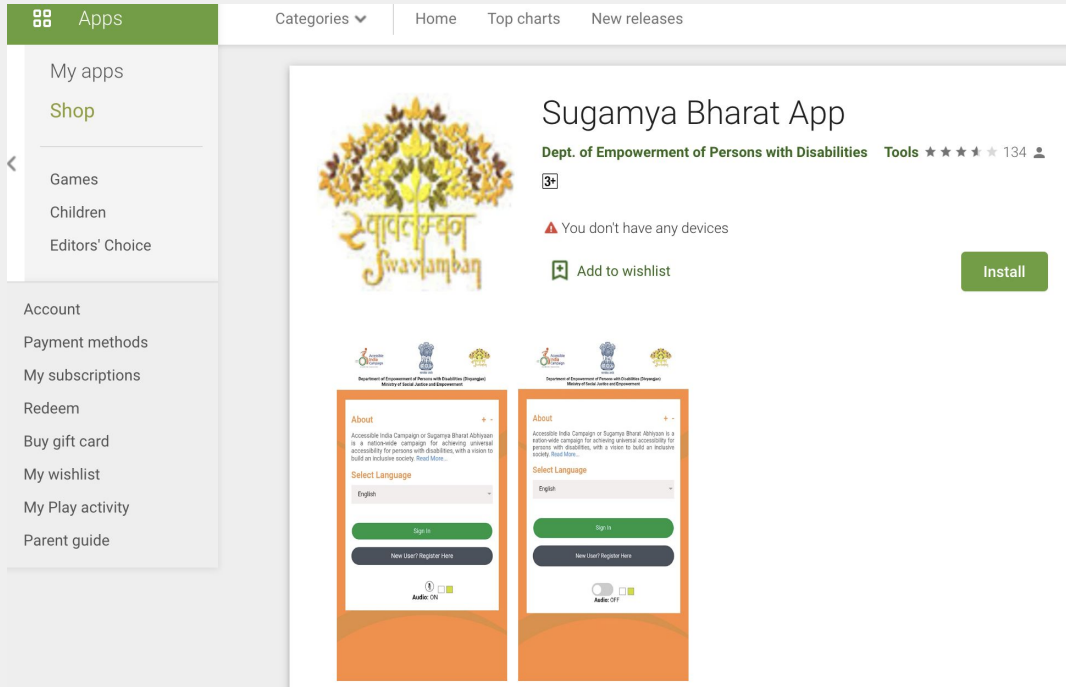 Apps
Categories
Home
Top charts
New releases
My apps
Shop
Games
Children
Editors' Choice
Account
Payment methods
My subscriptions
Redeem
Buy gift card
My wishlist
My Play activity
Parent guide
स्वावलम्बन
Swavlamban
Sugamya Bharat App
Dept. of Empowerment of Persons with Disabilities Tools 134
3+
You don't have any devices
Add to wishlist
Install
Accessible India Campaign
Department of Empowerment of Persons with Disabilities (Divyangjan)
Ministry of Social Justice and Empowerment
About + -
Accessible India Campaign or Sugamya Bharat Abhiyaan
is a nation-wide campaign for achieving universal
accessibility for persons with disabilities, with a vision to
build an inclusive society. Read More...
Select Language
English
Sign In
New User? Register Here
Audio: ON
Accessible India Campaign
Department of Empowerment of Persons with Disabilities (Divyangjan)
Ministry of Social Justice and Empowerment
About + -
Accessible India Campaign or Sugamya Bharat Abhiyaan is a
nation-wide campaign for achieving universal accessibility for
persons with disabilities, with a vision to build an inclusive
society. Read More...
Select Language
English
Sign In
New User? Register Here
Audio: OFF